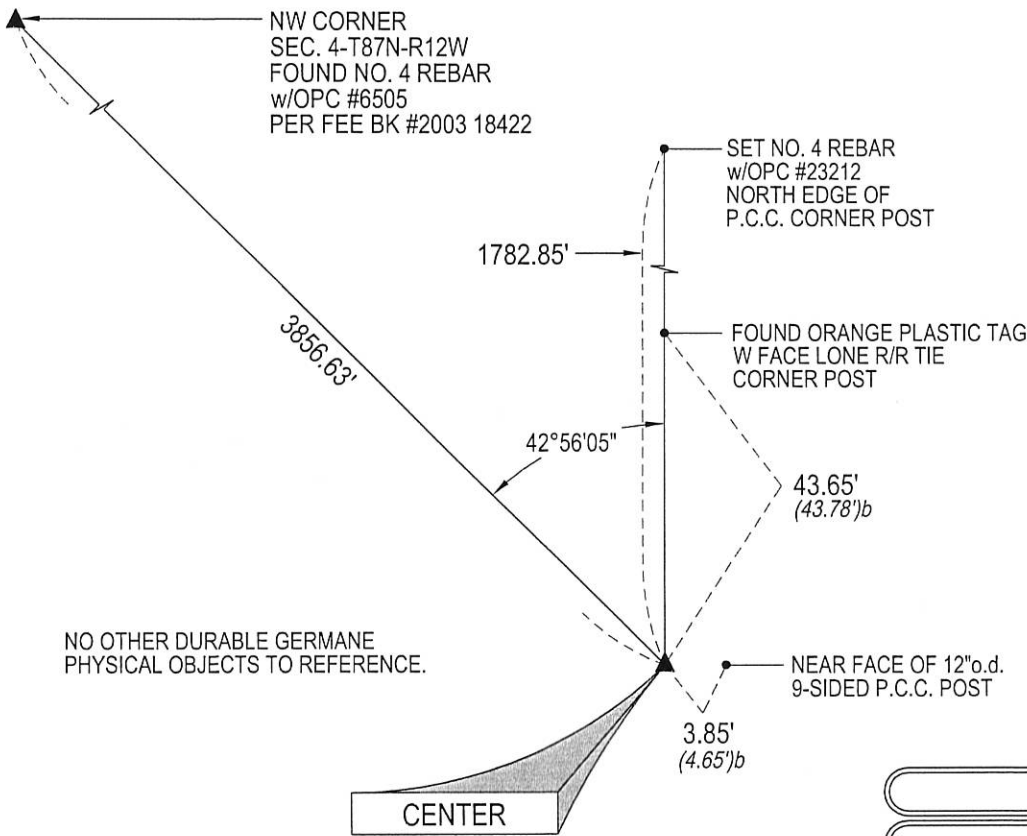 NW CORNER
SEC. 4-T87N-R12W
FOUND NO. 4 REBAR
w/OPC #6505
PER FEE BK #2003 18422
SET NO. 4 REBAR
w/OPC #23212
NORTH EDGE OF
P.C.C. CORNER POST
1782.85'
3856.63'
FOUND ORANGE PLASTIC TAG
W FACE LONE R/R TIE
CORNER POST
42°56'05"
43.65'
(43.78')b
NO OTHER DURABLE GERMANE
PHYSICAL OBJECTS TO REFERENCE.
NEAR FACE OF 12"o.d.
9-SIDED P.C.C. POST
3.85'
(4.65')b
CENTER